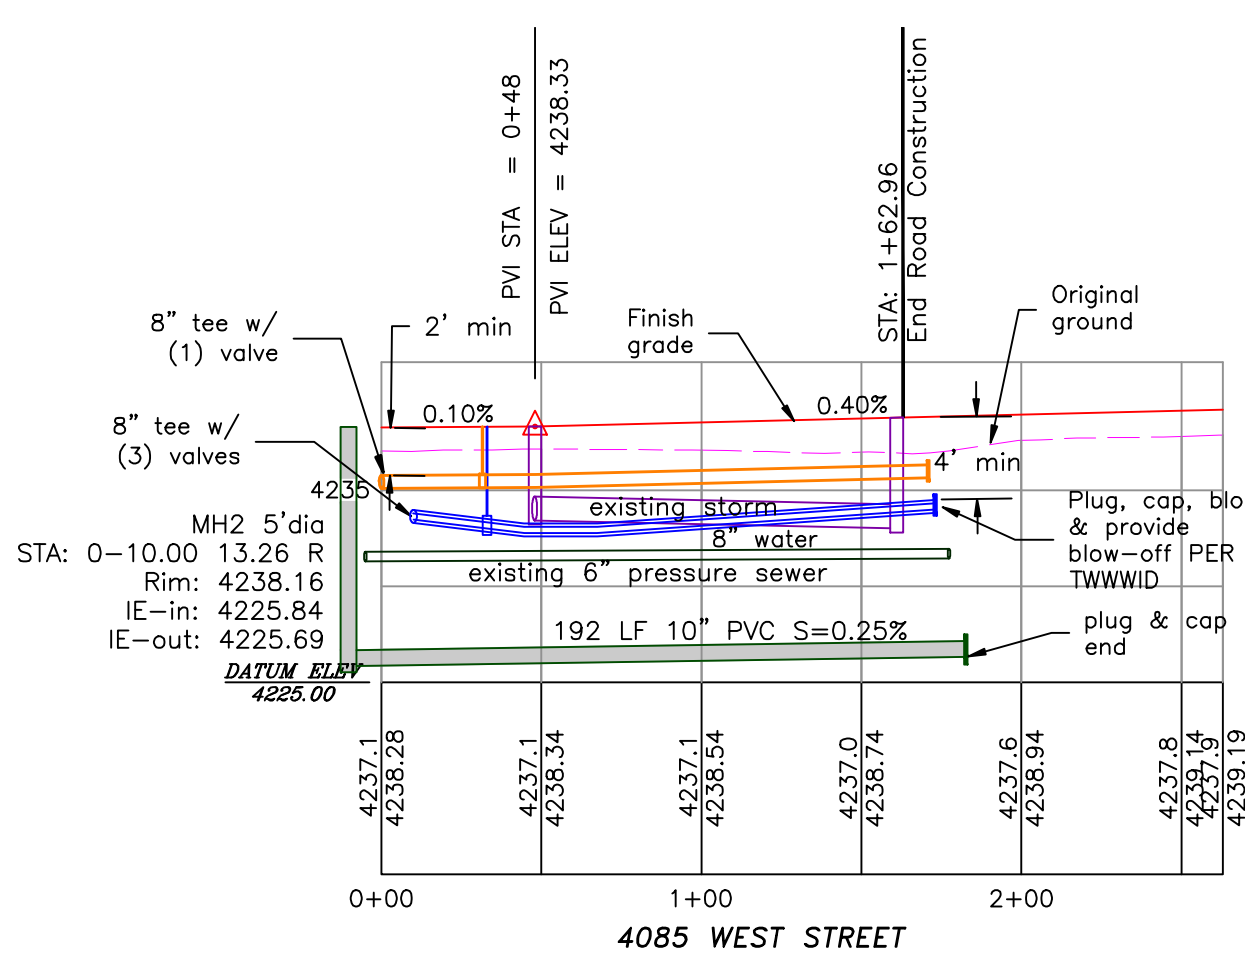 PVI STA = 0+48
PVI ELEV = 4238.33
STA: 1+62.96
End Road Construction
8" tee w/
(1) valve
2' min
Finish
grade
Original
ground
0.10%
0.40%
8" tee w/
(3) valves
4' min
4235
existing storm
Plug, cap, blo
& provide
blow-off PER
TWWWID
MH2 5'dia
STA: 0-10.00 13.26 R
Rim: 4238.16
IE-in: 4225.84
IE-out: 4225.69
8" water
existing 6" pressure sewer
192 LF 10" PVC S=0.25%
plug & cap
end
DATUM ELEV
4225.00
4237.1
4238.28
4237.1
4238.34
4237.1
4238.54
4237.0
4238.74
4237.6
4238.94
4237.8
4239.14
4237.9
4239.19
0+00
1+00
2+00
4085 WEST STREET